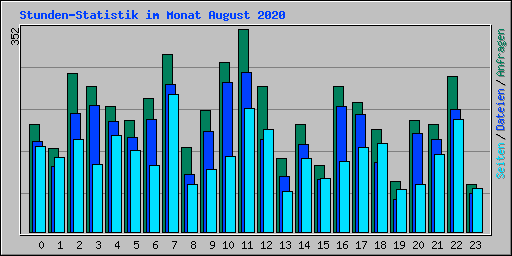 Stunden-Statistik im Monat August 2020
352
Seiten / Dateien / Anfragen
0 1 2 3 4 5 6 7 8 9 10 11 12 13 14 15 16 17 18 19 20 21 22 23